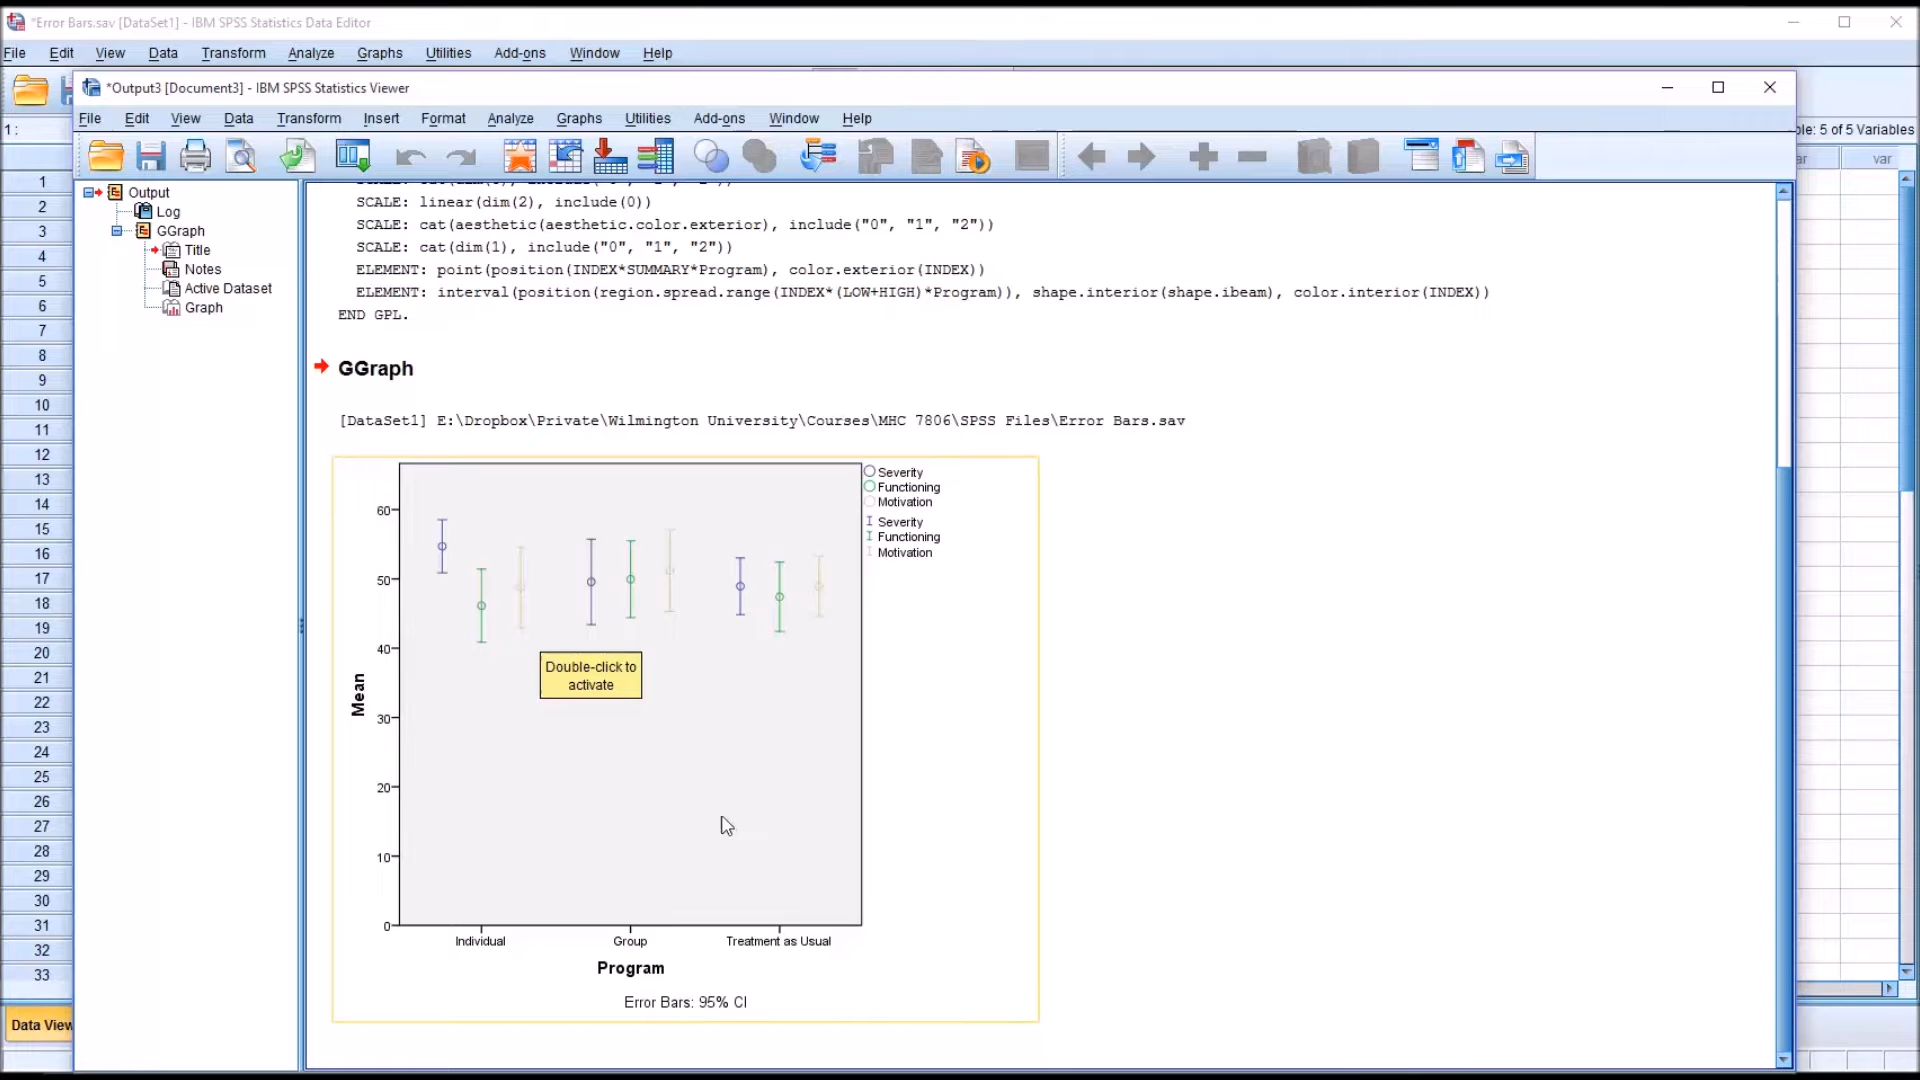 *Error Bars.sav [DataSet1] - IBM SPSS Statistics Data Editor
File Edit View Data Transform Analyze Graphs Utilities Add-ons Window Help
*Output3 [Document3] - IBM SPSS Statistics Viewer
File Edit View Data Transform Insert Format Analyze Graphs Utilities Add-ons Window Help
1 :
ble: 5 of 5 Variables
ar var
1
2
3
4
5
6
7
8
9
10
11
12
13
14
15
16
17
18
19
20
21
22
23
24
25
26
27
28
29
30
31
32
33
Data View
Output
Log
GGraph
Title
Notes
Active Dataset
Graph
SCALE: linear(dim(2), include(0))
SCALE: cat(aesthetic(aesthetic.color.exterior), include("0", "1", "2"))
SCALE: cat(dim(1), include("0", "1", "2"))
ELEMENT: point(position(INDEX*SUMMARY*Program), color.exterior(INDEX))
ELEMENT: interval(position(region.spread.range(INDEX*(LOW+HIGH)*Program)), shape.interior(shape.ibeam), color.interior(INDEX))
END GPL.
GGraph
[DataSet1] E:\Dropbox\Private\Wilmington University\Courses\MHC 7806\SPSS Files\Error Bars.sav
Severity
Functioning
Motivation
Severity
Functioning
Motivation
60
50
40
30
20
10
0
Mean
Double-click to
activate
Individual Group Treatment as Usual
Program
Error Bars: 95% CI